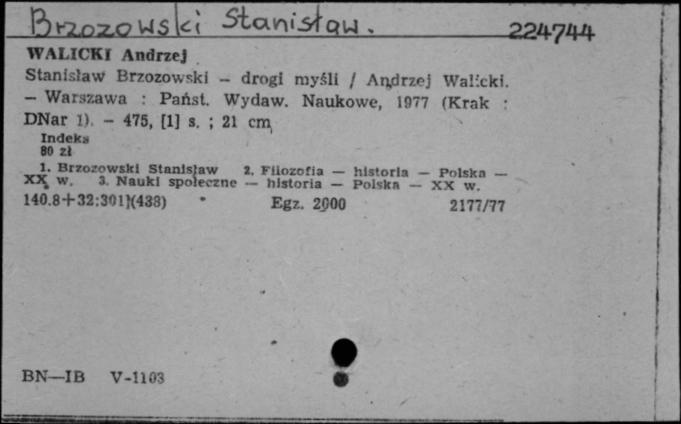 Brzozowski Stanisław.
224744
WALICKI Andrzej
Stanisław Brzozowski – drogi myśli / Andrzej Walicki.
– Warszawa : Państ. Wydaw. Naukowe, 1977 (Krak :
DNar 1). – 475, [1] s. ; 21 cm
Indeks
80 zł
1. Brzozowski Stanisław 2. Filozofia — historia — Polska —
XX w. 3. Nauki społeczne — historia — Polska — XX w.
140.8+32:301](438) Egz. 2000 2177/77
BN—IB V-1103